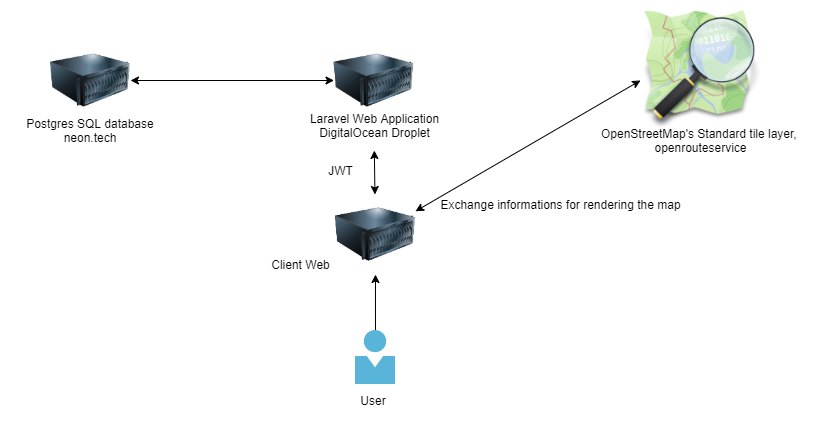 Postgres SQL database
neon.tech
Laravel Web Application
DigitalOcean Droplet
OpenStreetMap's Standard tile layer,
openrouteservice
JWT
Exchange informations for rendering the map
Client Web
User